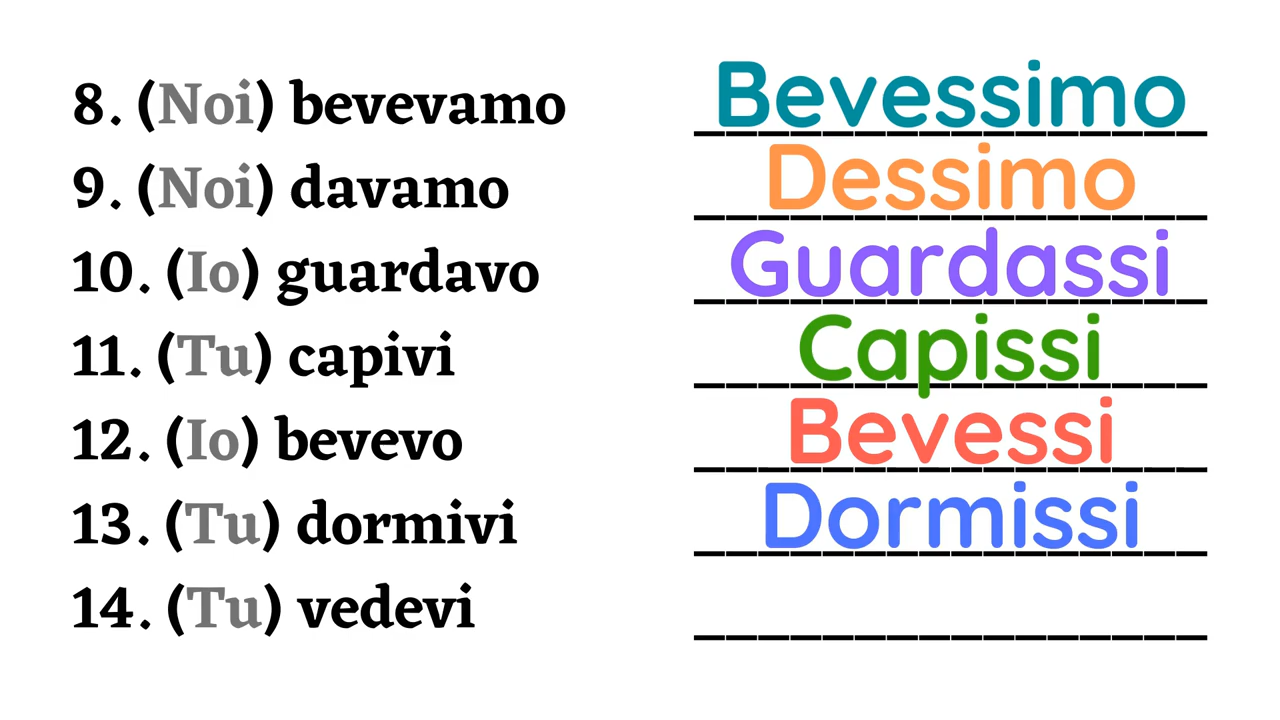 8. (Noi) bevevamo Bevessimo
9. (Noi) davamo Dessimo
10. (Io) guardavo Guardassi
11. (Tu) capivi Capissi
12. (Io) bevevo Bevessi
13. (Tu) dormivi Dormissi
14. (Tu) vedevi